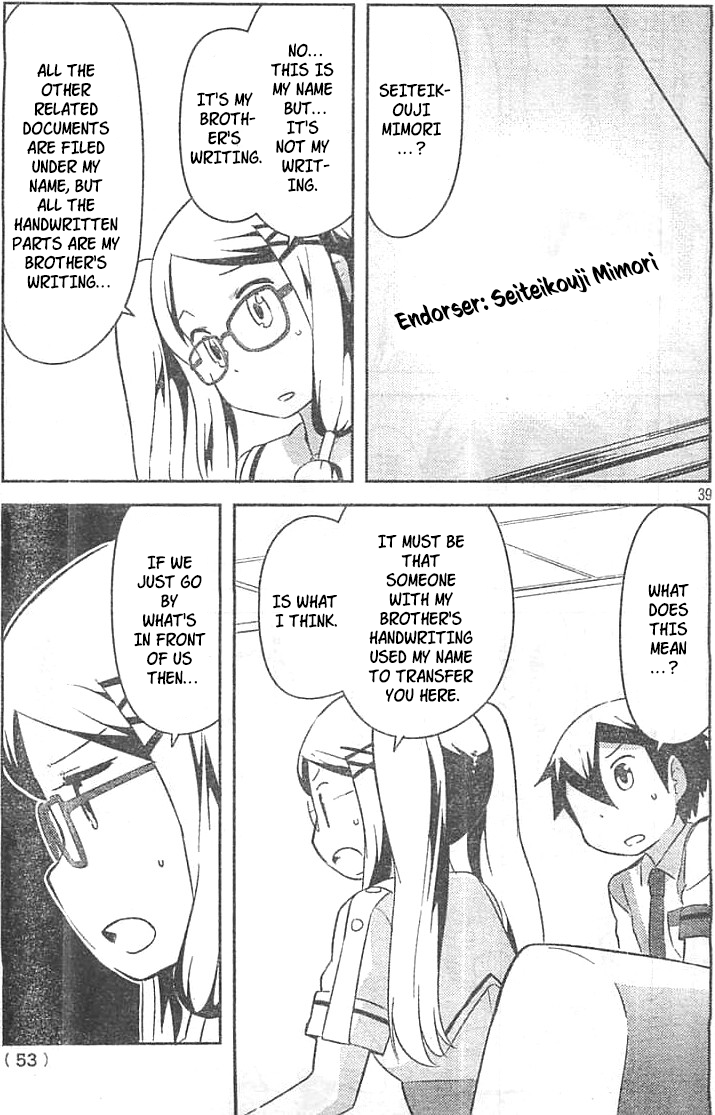 SEITEIK-
OUJI
MIMORI
...?
Endorser: Seiteikouji Mimori
NO...
THIS IS
MY NAME
BUT...
IT'S
NOT MY
WRIT-
ING.
IT'S MY
BROTH-
ER'S
WRITING.
ALL THE
OTHER
RELATED
DOCUMENTS
ARE FILED
UNDER MY
NAME, BUT
ALL THE
HANDWRITTEN
PARTS ARE MY
BROTHER'S
WRITING...
39
WHAT
DOES
THIS
MEAN
...?
IT MUST BE
THAT
SOMEONE
WITH MY
BROTHER'S
HANDWRITING
USED MY NAME
TO TRANSFER
YOU HERE.
IS WHAT
I THINK.
IF WE
JUST GO
BY
WHAT'S
IN FRONT
OF US
THEN...
(53)